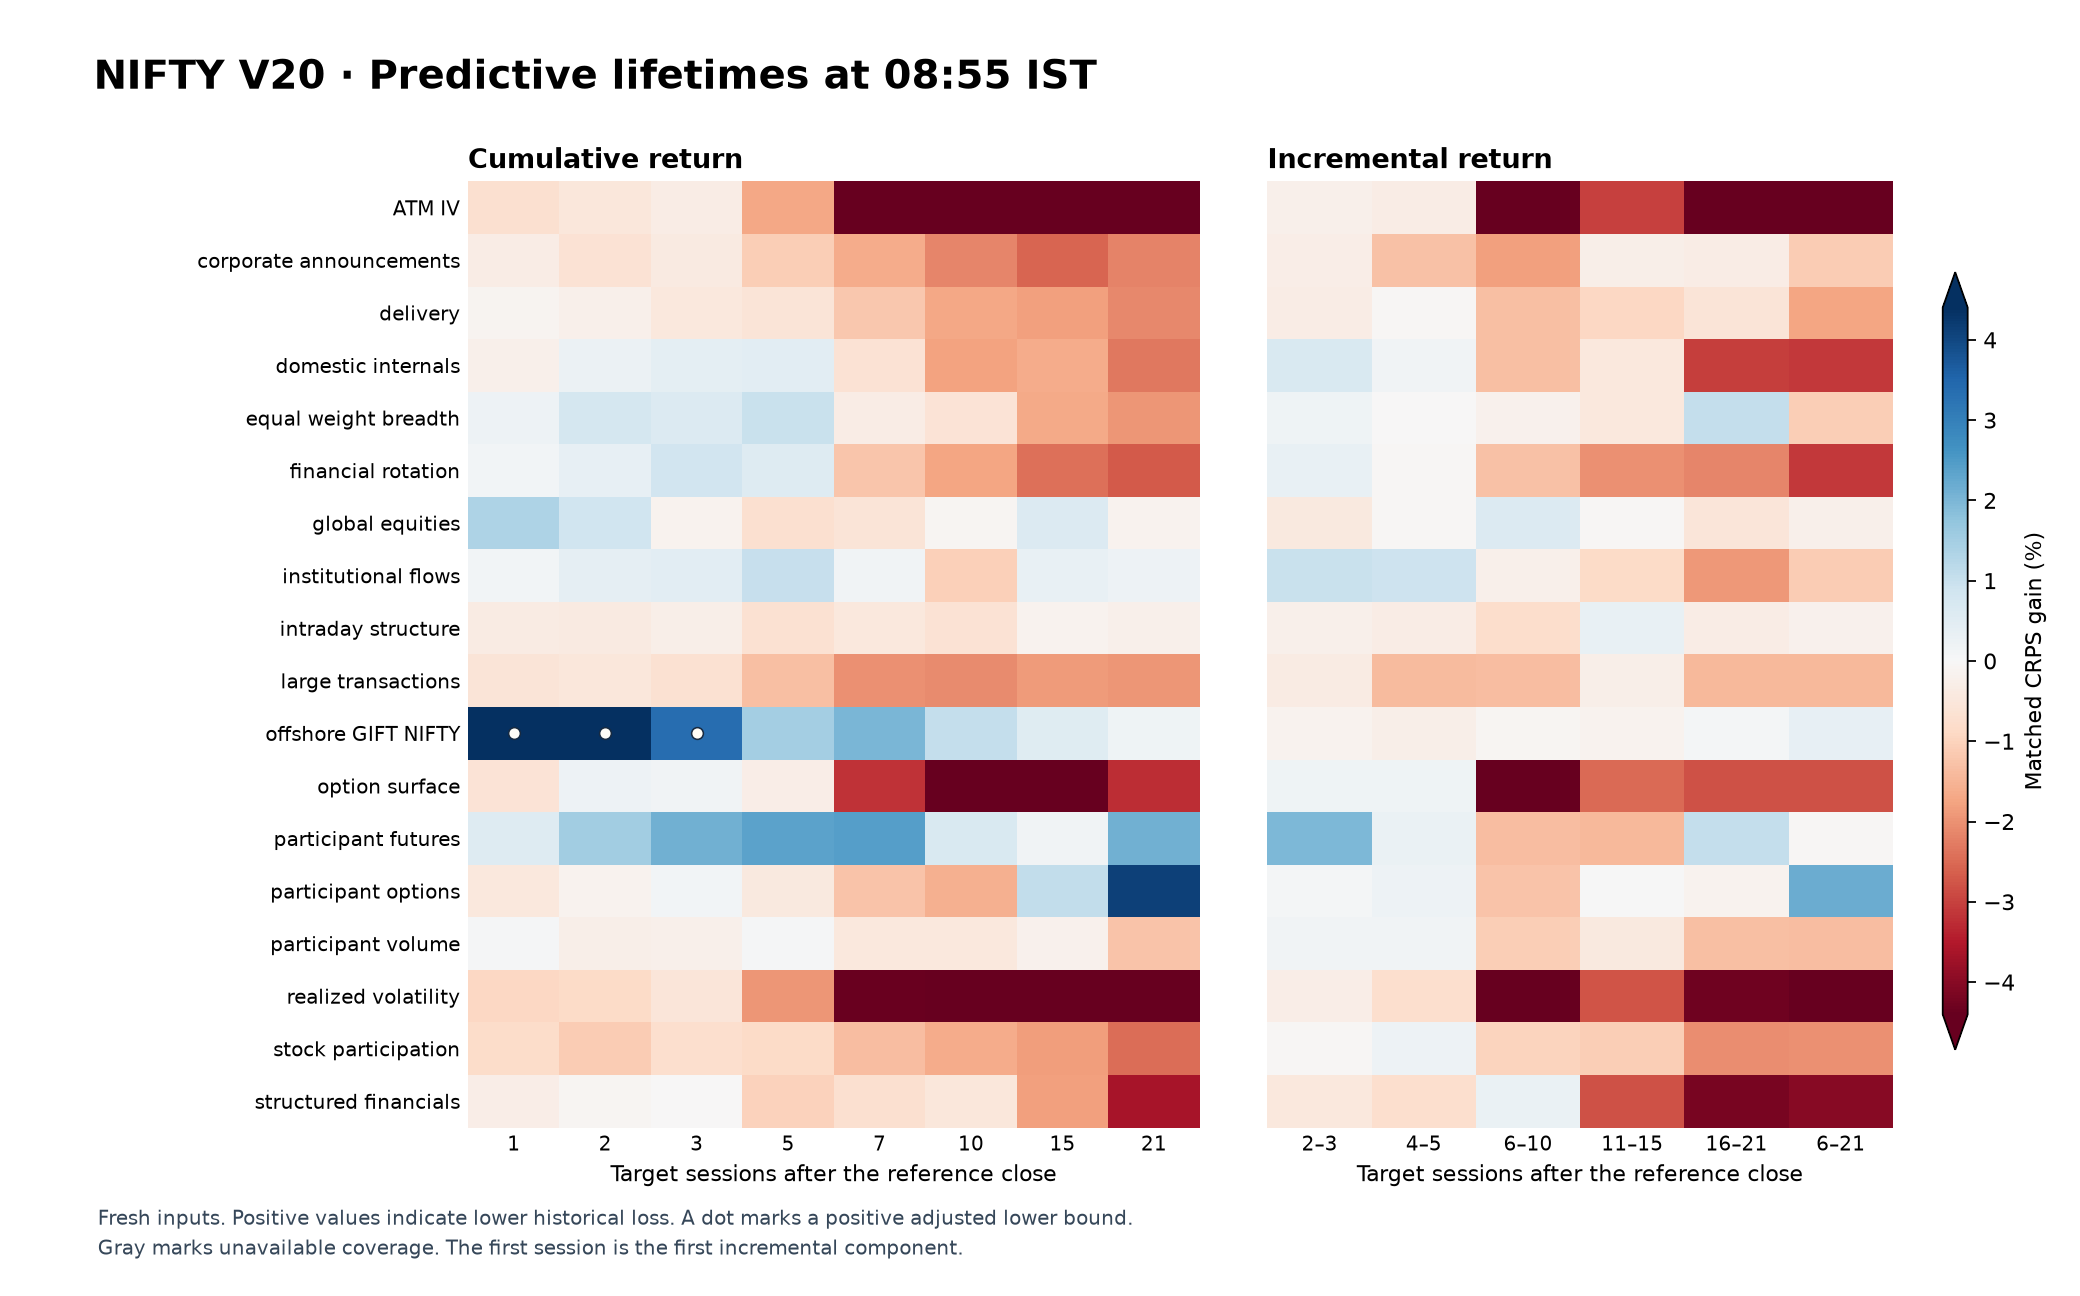 NIFTY V20 · Predictive lifetimes at 08:55 IST
Cumulative return
Incremental return
ATM IV
corporate announcements
delivery
domestic internals
equal weight breadth
financial rotation
global equities
institutional flows
intraday structure
large transactions
offshore GIFT NIFTY
option surface
participant futures
participant options
participant volume
realized volatility
stock participation
structured financials
1 2 3 5 7 10 15 21
Target sessions after the reference close
2–3 4–5 6–10 11–15 16–21 6–21
Target sessions after the reference close
4
3
2
1
0
−1
−2
−3
−4
Matched CRPS gain (%)
Fresh inputs. Positive values indicate lower historical loss. A dot marks a positive adjusted lower bound.
Gray marks unavailable coverage. The first session is the first incremental component.